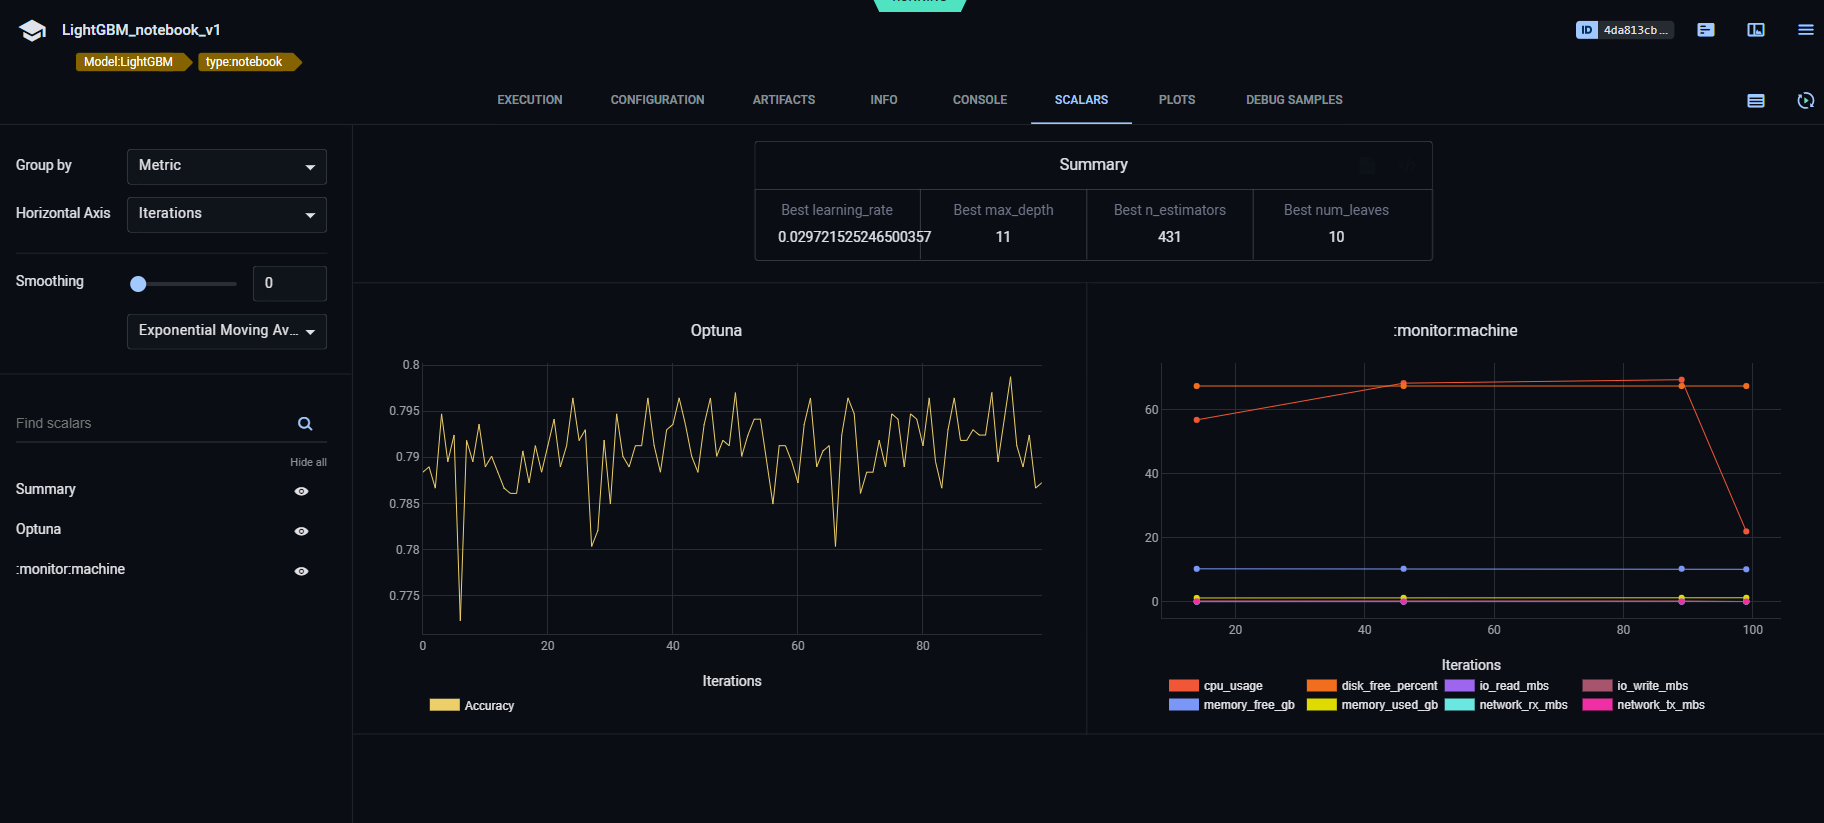 RUNNING
LightGBM_notebook_v1
ID 4da813cb...
Model:LightGBM type:notebook
EXECUTION CONFIGURATION ARTIFACTS INFO CONSOLE SCALARS PLOTS DEBUG SAMPLES
Group by Metric
Horizontal Axis Iterations
Smoothing 0
Exponential Moving Av...
Find scalars
Hide all
Summary
Optuna
:monitor:machine
Summary
Best learning_rate Best max_depth Best n_estimators Best num_leaves
0.029721525246500357 11 431 10
Optuna
0.8
0.795
0.79
0.785
0.78
0.775
0 20 40 60 80
Iterations
Accuracy
:monitor:machine
60
40
20
0
20 40 60 80 100
Iterations
cpu_usage disk_free_percent io_read_mbs io_write_mbs
memory_free_gb memory_used_gb network_rx_mbs network_tx_mbs